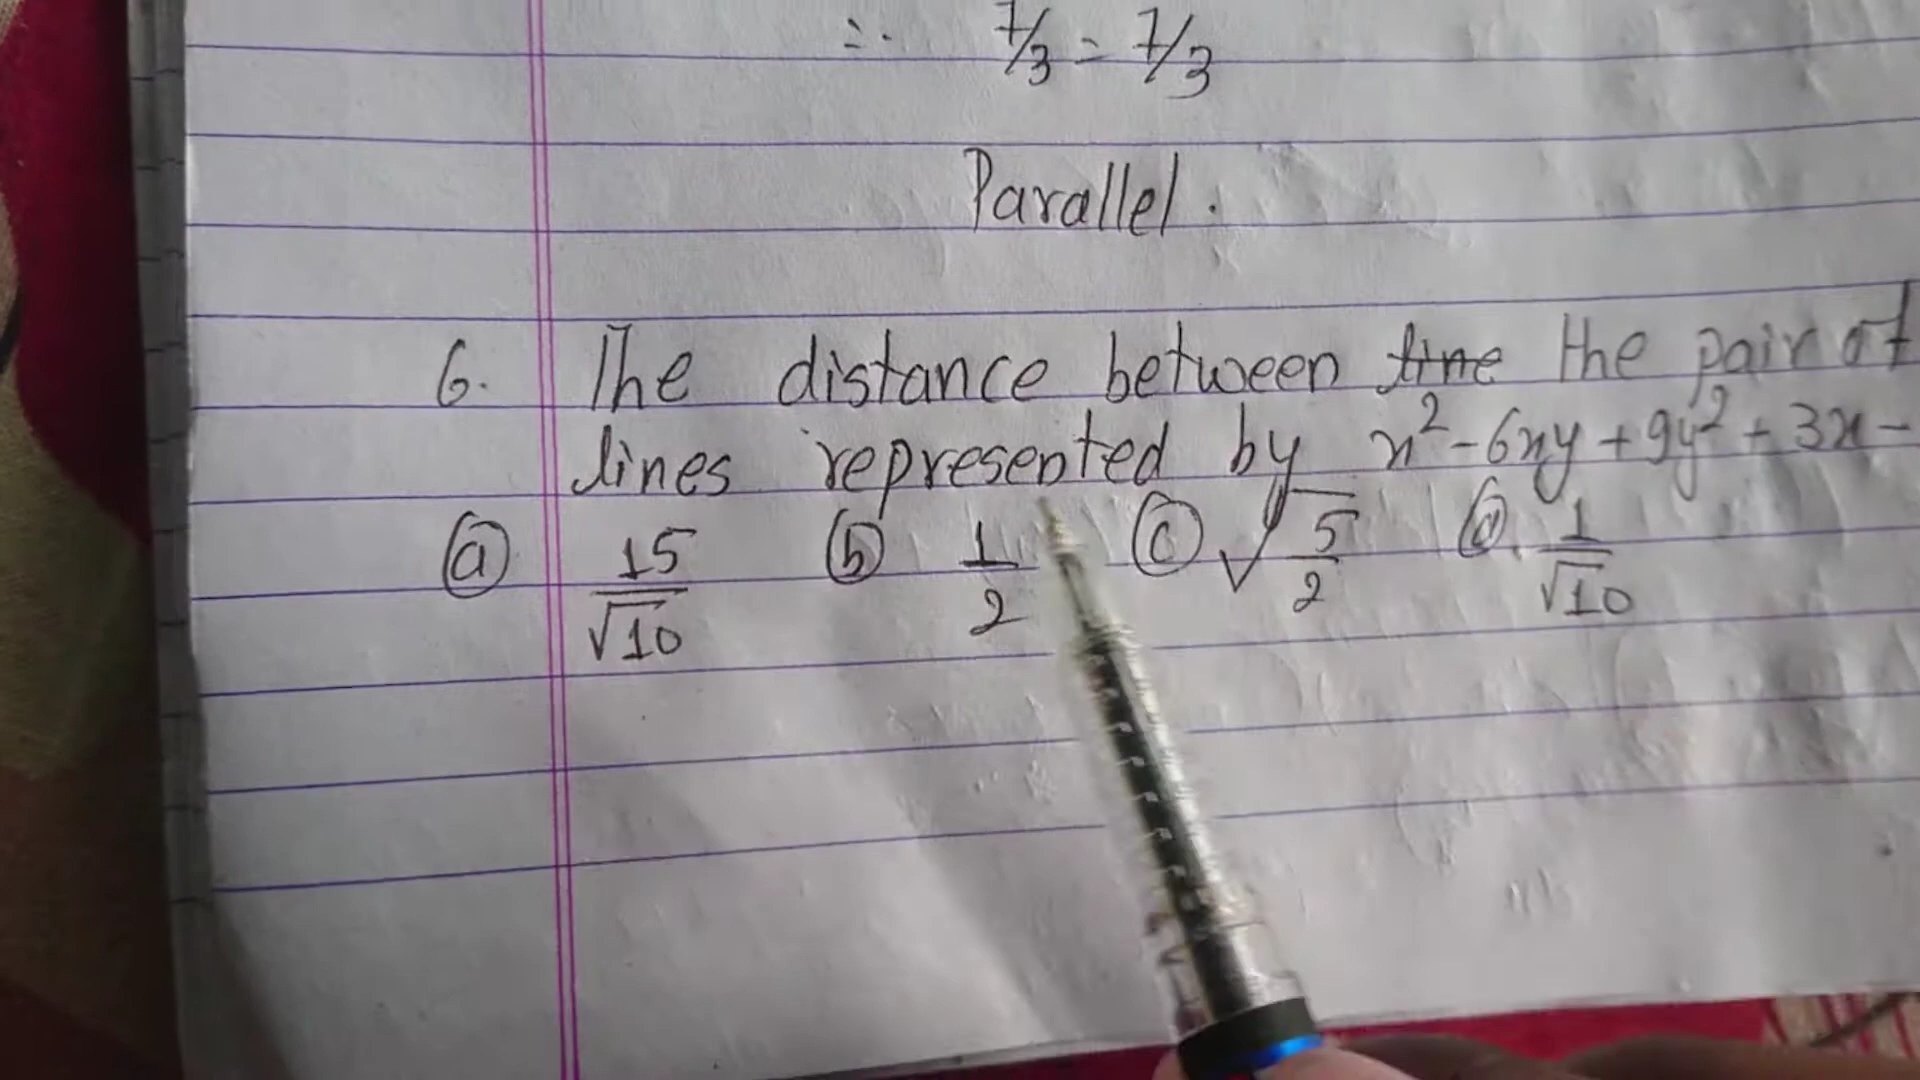 ∴ 7/3 = 7/3
Parallel.
6. The distance between line the pair of
lines represented by x² - 6xy + 9y² + 3x -
(a) 15/√10 (b) 1/2 (c) √5/2 (d) 1/√10